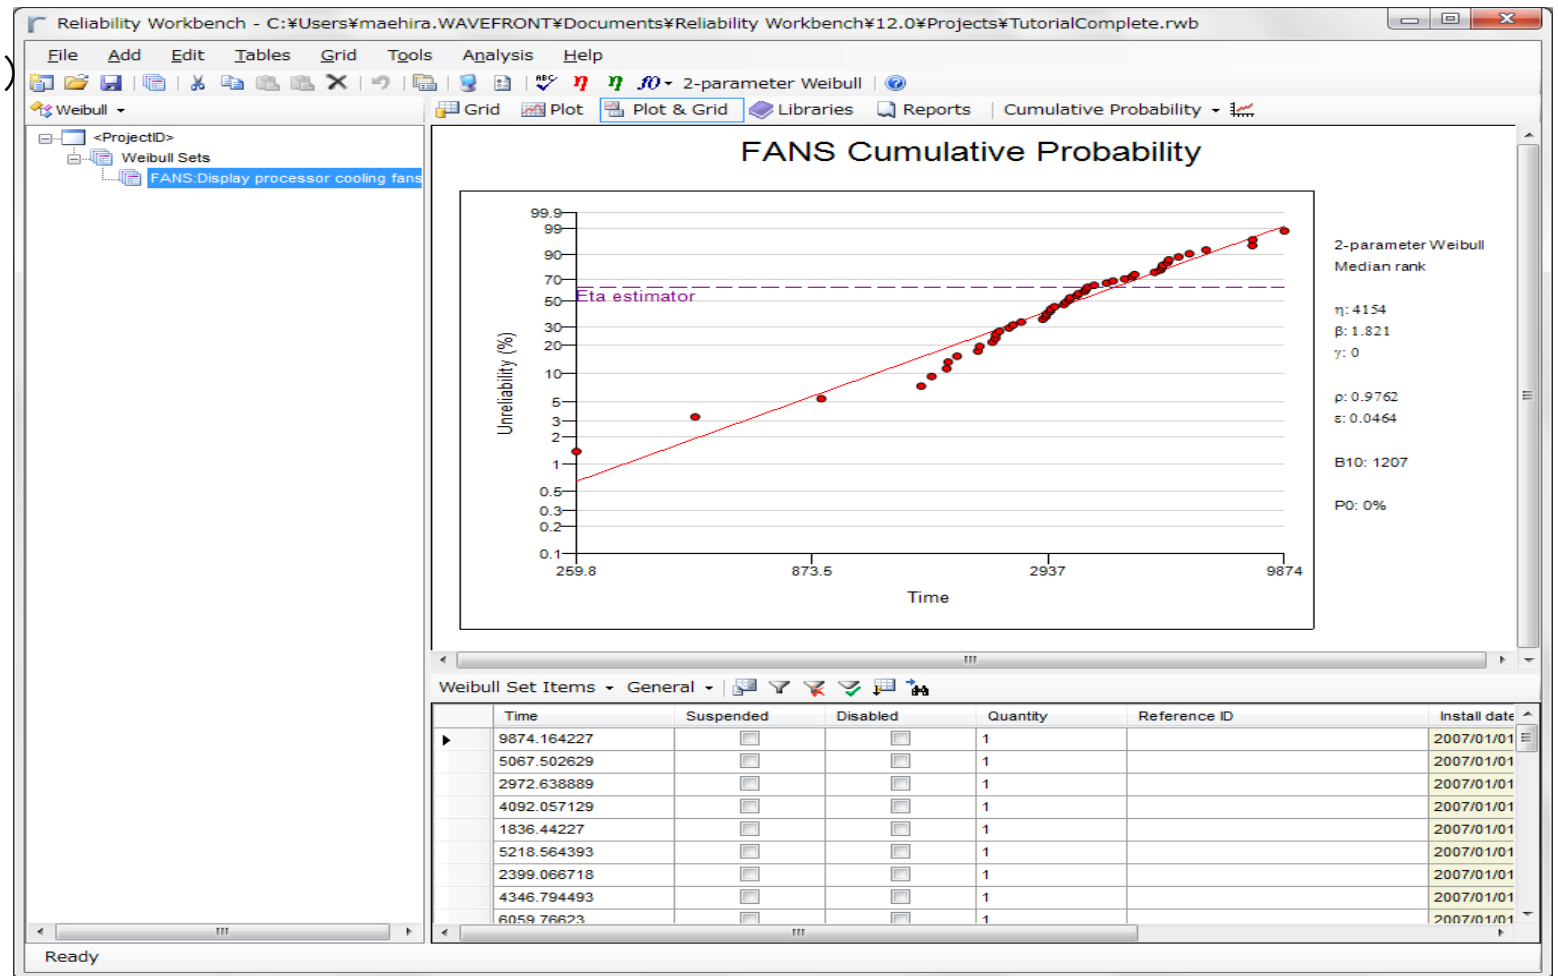 Reliability Workbench - C:¥Users¥maehira.WAVEFRONT¥Documents¥Reliability Workbench¥12.0¥Projects¥TutorialComplete.rwb
File Add Edit Tables Grid Tools Analysis Help
)
ABC η η f() 2-parameter Weibull
Weibull
Grid Plot Plot & Grid Libraries Reports Cumulative Probability
<ProjectID>
Weibull Sets
FANS:Display processor cooling fans
FANS Cumulative Probability
99.9
99
90
70
50
30
20
10
5
3
2
1
0.5
0.3
0.2
0.1
Unreliability (%)
Eta estimator
259.8 873.5 2937 9874
Time
2-parameter Weibull
Median rank
η: 4154
β: 1.821
γ: 0
ρ: 0.9762
ε: 0.0464
B10: 1207
P0: 0%
Weibull Set Items General
Time Suspended Disabled Quantity Reference ID Install date
9874.164227 1 2007/01/01
5067.502629 1 2007/01/01
2972.638889 1 2007/01/01
4092.057129 1 2007/01/01
1836.44227 1 2007/01/01
5218.564393 1 2007/01/01
2399.066718 1 2007/01/01
4346.794493 1 2007/01/01
6059.76623 1 2007/01/01
Ready